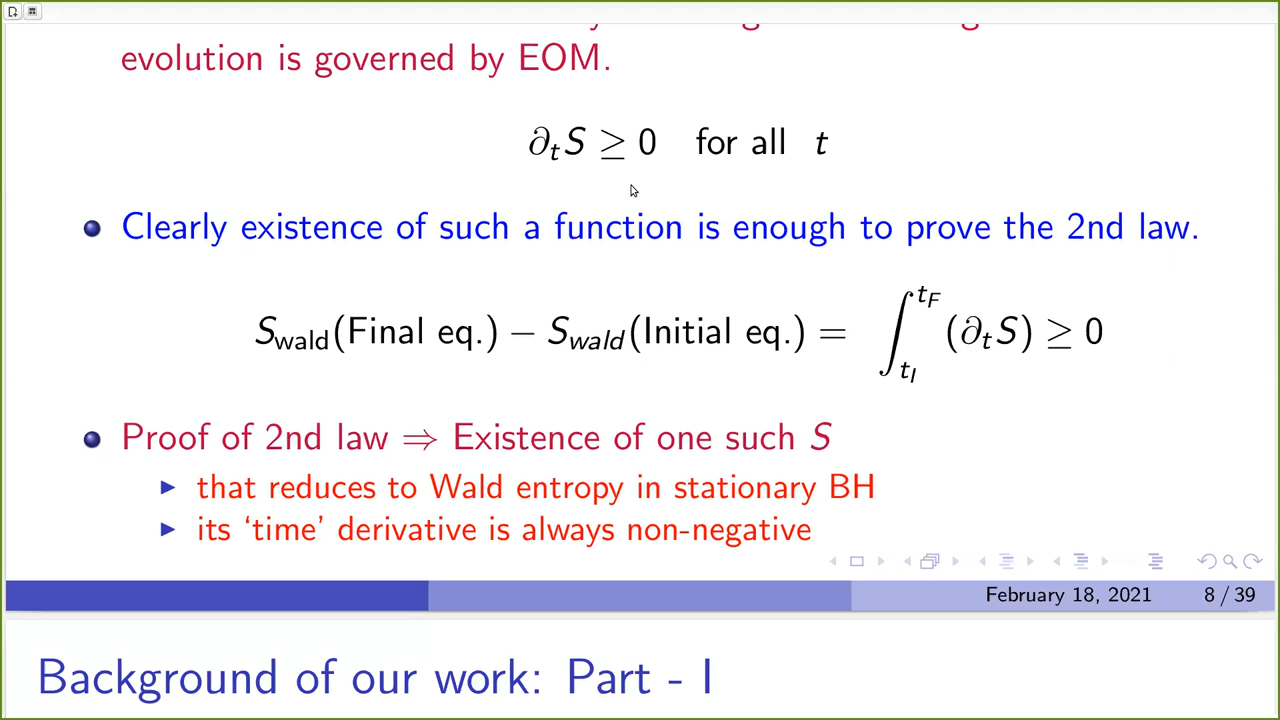 evolution is governed by EOM.
∂ₜS ≥ 0 for all t
Clearly existence of such a function is enough to prove the 2nd law.
S_wald(Final eq.) − S_wald(Initial eq.) = ∫_{t_I}^{t_F} (∂ₜS) ≥ 0
Proof of 2nd law ⇒ Existence of one such S
that reduces to Wald entropy in stationary BH
its ‘time’ derivative is always non-negative
February 18, 2021 8 / 39
Background of our work: Part - I